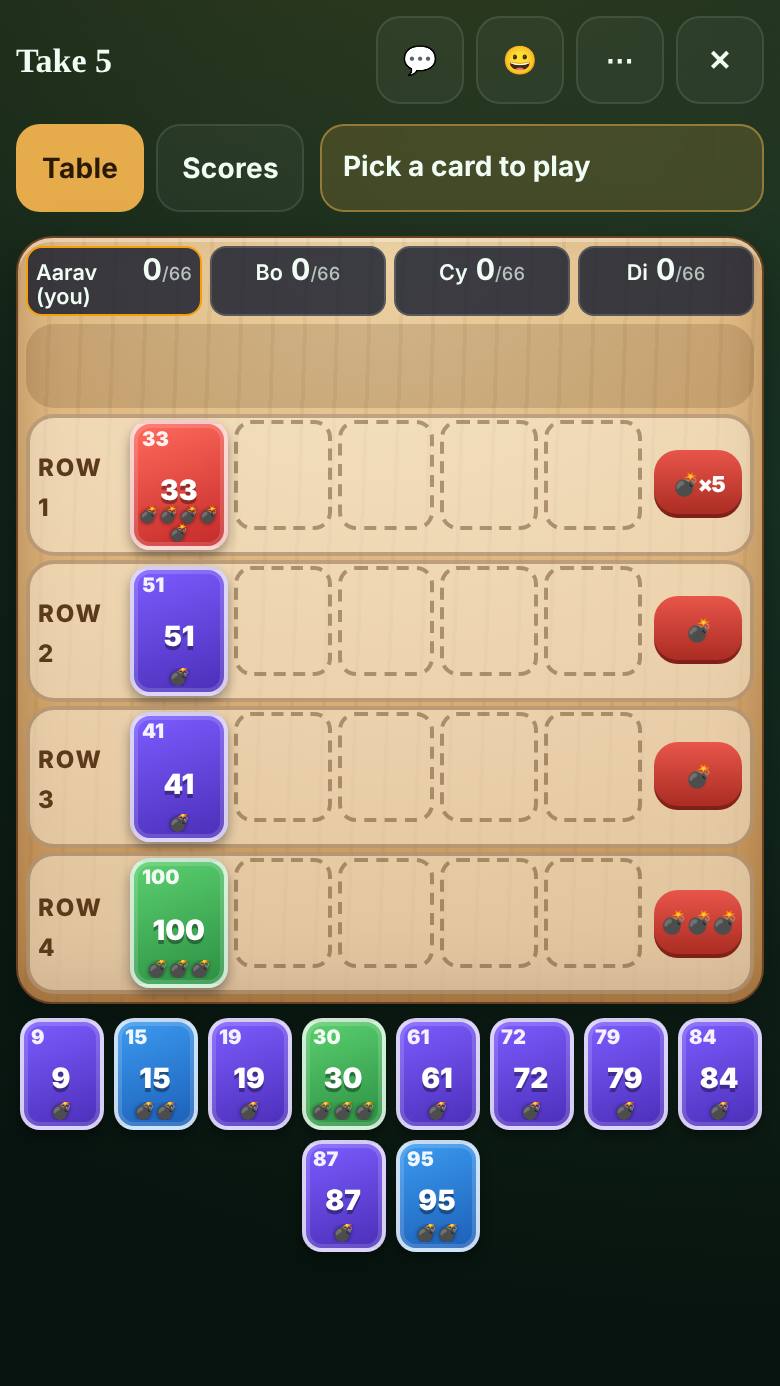 Take 5
Table
Scores
Pick a card to play
Aarav (you) 0/66
Bo 0/66
Cy 0/66
Di 0/66
ROW 1
33
33
×5
ROW 2
51
51
ROW 3
41
41
ROW 4
100
100
9
9
15
15
19
19
30
30
61
61
72
72
79
79
84
84
87
87
95
95